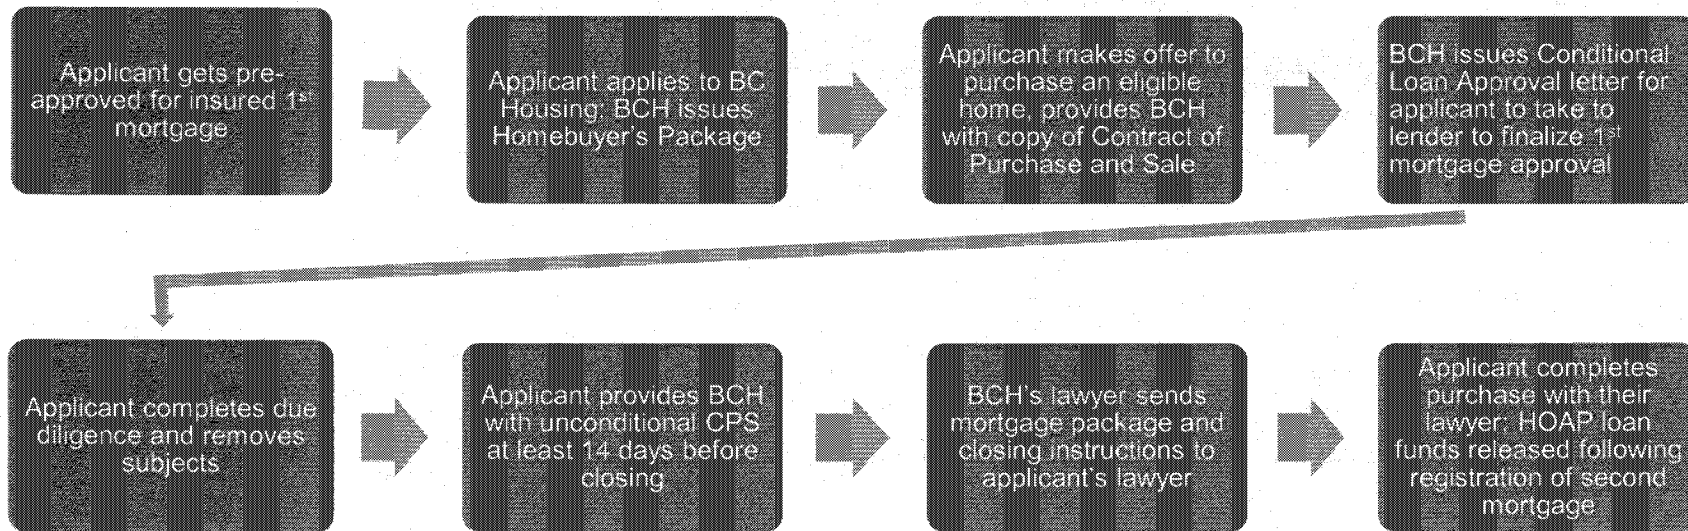 Applicant gets pre-
approved for insured 1st
mortgage
Applicant applies to BC
Housing; BCH issues
Homebuyer's Package
Applicant makes offer to
purchase an eligible
home, provides BCH
with copy of Contract of
Purchase and Sale
BCH issues Conditional
Loan Approval letter for
applicant to take to
lender to finalize 1st
mortgage approval
Applicant completes due
diligence and removes
subjects
Applicant provides BCH
with unconditional CPS
at least 14 days before
closing
BCH's lawyer sends
mortgage package and
closing instructions to
applicant's lawyer
Applicant completes
purchase with their
lawyer; HOAP loan
funds released following
registration of second
mortgage